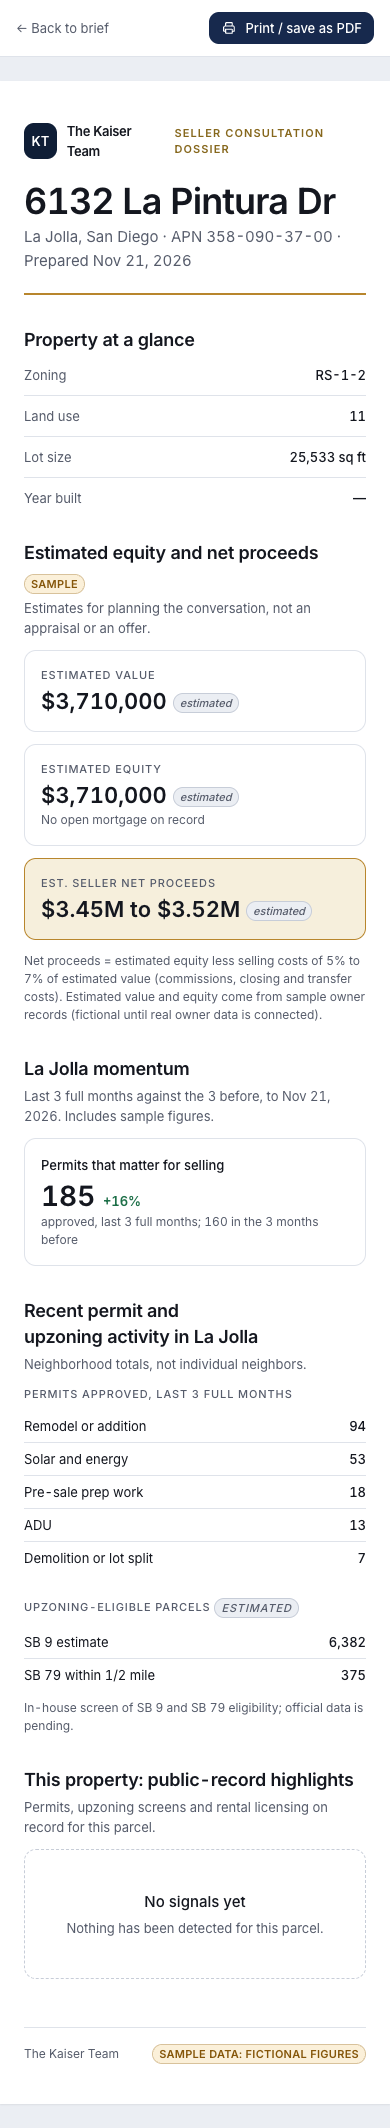 ← Back to brief
Print / save as PDF
KT
The Kaiser
Team
SELLER CONSULTATION
DOSSIER
6132 La Pintura Dr
La Jolla, San Diego · APN 358-090-37-00 ·
Prepared Nov 21, 2026
Property at a glance
Zoning RS-1-2
Land use 11
Lot size 25,533 sq ft
Year built —
Estimated equity and net proceeds
SAMPLE
Estimates for planning the conversation, not an
appraisal or an offer.
ESTIMATED VALUE
$3,710,000 estimated
ESTIMATED EQUITY
$3,710,000 estimated
No open mortgage on record
EST. SELLER NET PROCEEDS
$3.45M to $3.52M estimated
Net proceeds = estimated equity less selling costs of 5% to
7% of estimated value (commissions, closing and transfer
costs). Estimated value and equity come from sample owner
records (fictional until real owner data is connected).
La Jolla momentum
Last 3 full months against the 3 before, to Nov 21,
2026. Includes sample figures.
Permits that matter for selling
185 +16%
approved, last 3 full months; 160 in the 3 months
before
Recent permit and
upzoning activity in La Jolla
Neighborhood totals, not individual neighbors.
PERMITS APPROVED, LAST 3 FULL MONTHS
Remodel or addition 94
Solar and energy 53
Pre-sale prep work 18
ADU 13
Demolition or lot split 7
UPZONING-ELIGIBLE PARCELS ESTIMATED
SB 9 estimate 6,382
SB 79 within 1/2 mile 375
In-house screen of SB 9 and SB 79 eligibility; official data is
pending.
This property: public-record highlights
Permits, upzoning screens and rental licensing on
record for this parcel.
No signals yet
Nothing has been detected for this parcel.
The Kaiser Team
SAMPLE DATA: FICTIONAL FIGURES